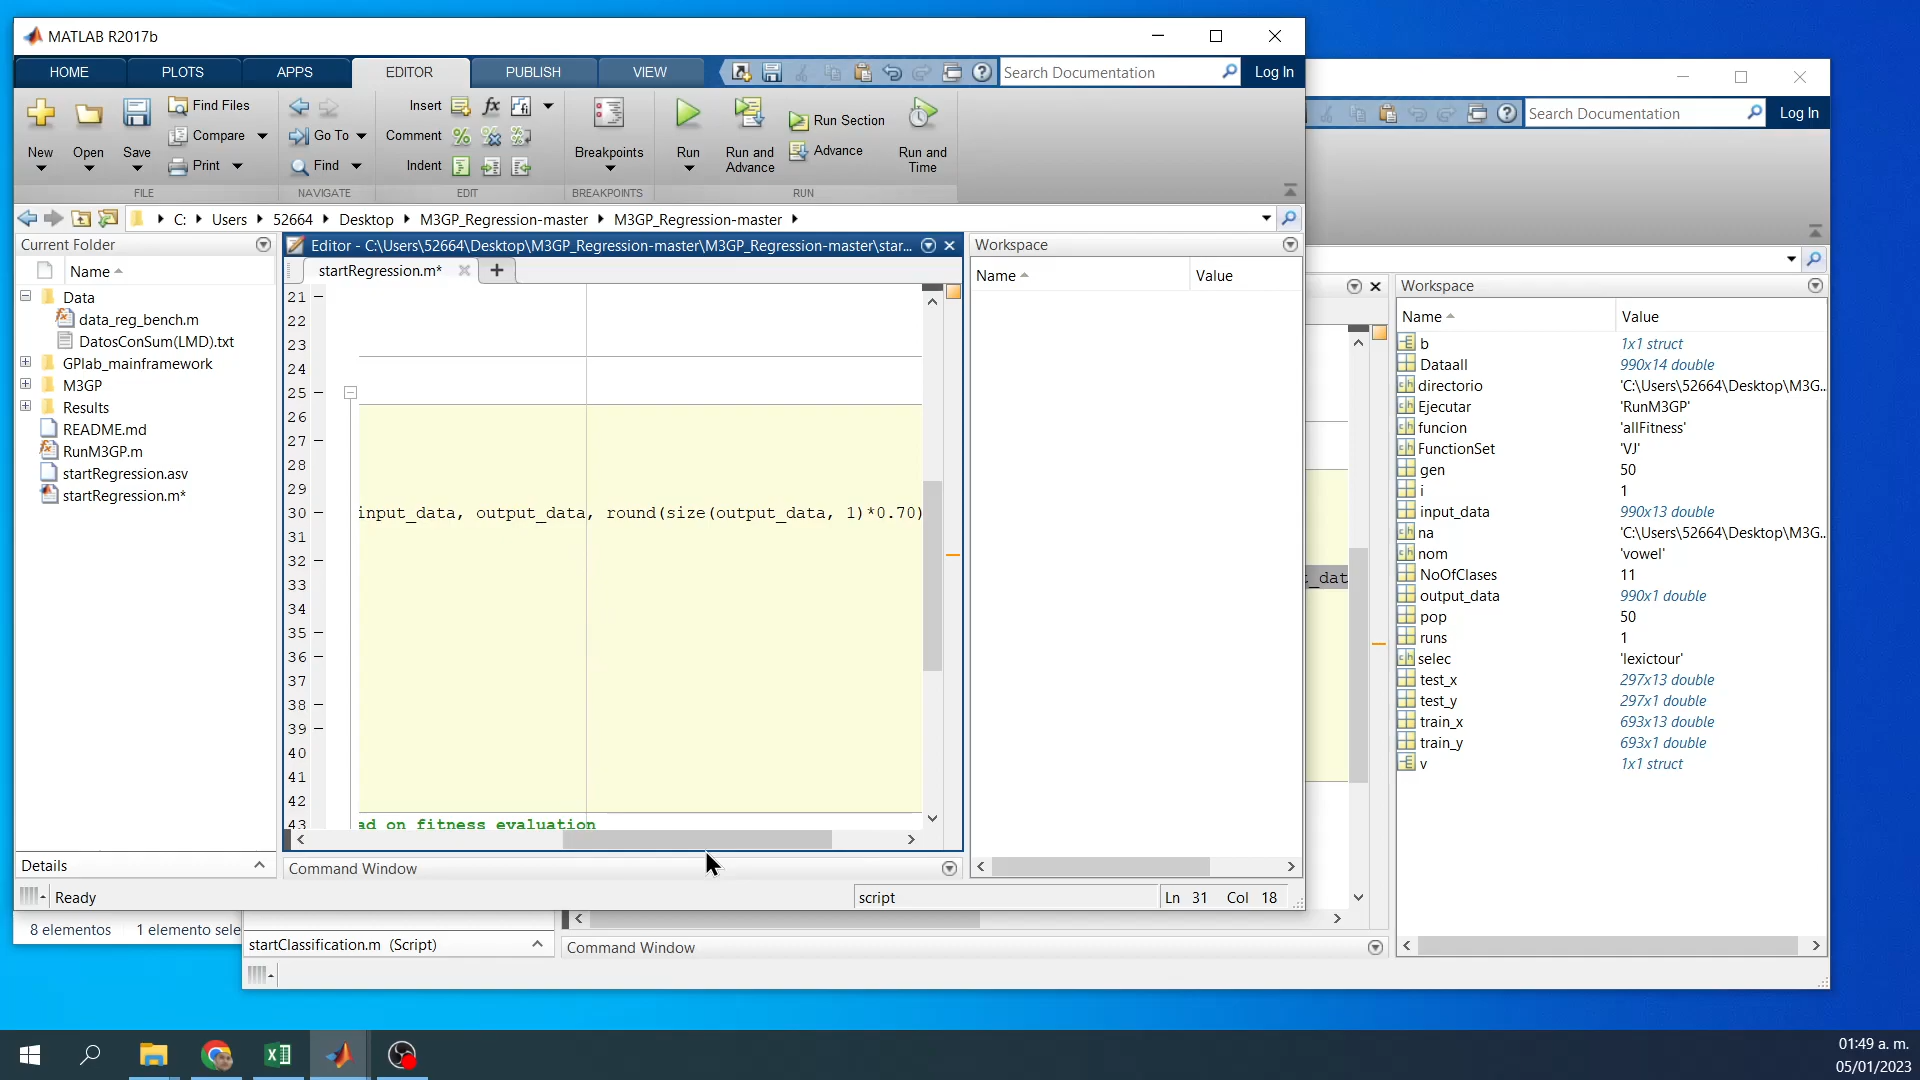 MATLAB R2017b
HOME PLOTS APPS EDITOR PUBLISH VIEW Search Documentation Log In
Search Documentation Log In
New Open Save Find Files Compare Print
Go To Find
Insert fx Comment Indent
Breakpoints
Run Run and Advance Run Section Advance Run and Time
FILE NAVIGATE EDIT BREAKPOINTS RUN
C: Users 52664 Desktop M3GP_Regression-master M3GP_Regression-master
Current Folder
Name
Data
data_reg_bench.m
DatosConSum(LMD).txt
GPlab_mainframework
M3GP
Results
README.md
RunM3GP.m
startRegression.asv
startRegression.m*
Details
Ready
Editor - C:\Users\52664\Desktop\M3GP_Regression-master\M3GP_Regression-master\star...
startRegression.m*
21
22
23
24
25
26
27
28
29
30 input_data, output_data, round(size(output_data, 1)*0.70)
31
32
33
34
35
36
37
38
39
40
41
42
43 ad on fitness evaluation
Command Window
script Ln 31 Col 18
Workspace
Name Value
Workspace
Name Value
b 1x1 struct
Dataall 990x14 double
directorio 'C:\Users\52664\Desktop\M3G...
Ejecutar 'RunM3GP'
funcion 'allFitness'
FunctionSet 'VJ'
gen 50
i 1
input_data 990x13 double
na 'C:\Users\52664\Desktop\M3G...
nom 'vowel'
NoOfClases 11
output_data 990x1 double
pop 50
runs 1
selec 'lexictour'
test_x 297x13 double
test_y 297x1 double
train_x 693x13 double
train_y 693x1 double
v 1x1 struct
t_dat
8 elementos 1 elemento sele
startClassification.m (Script)
Command Window
01:49 a. m.
05/01/2023